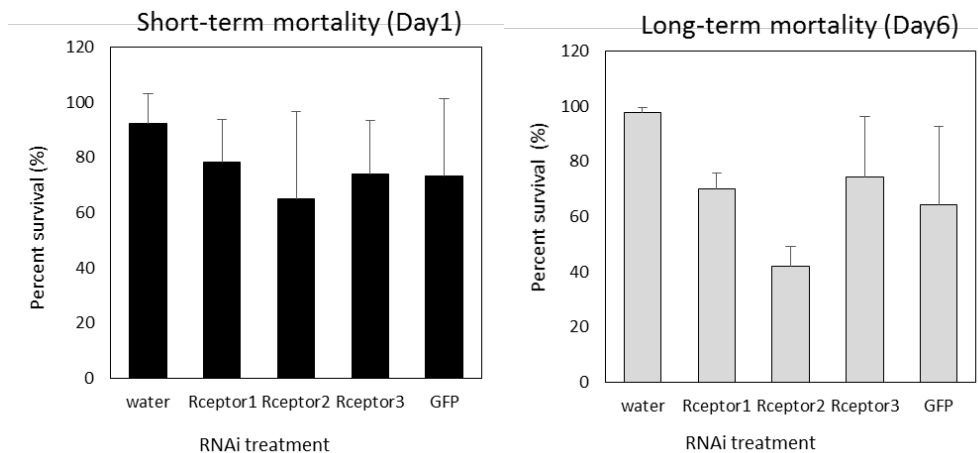 Short-term mortality (Day1)
120
100
80
60
40
20
0
Percent survival (%)
water Rceptor1 Rceptor2 Rceptor3 GFP
RNAi treatment
Long-term mortality (Day6)
120
100
80
60
40
20
0
Percent survival (%)
water Rceptor1 Rceptor2 Rceptor3 GFP
RNAi treatment